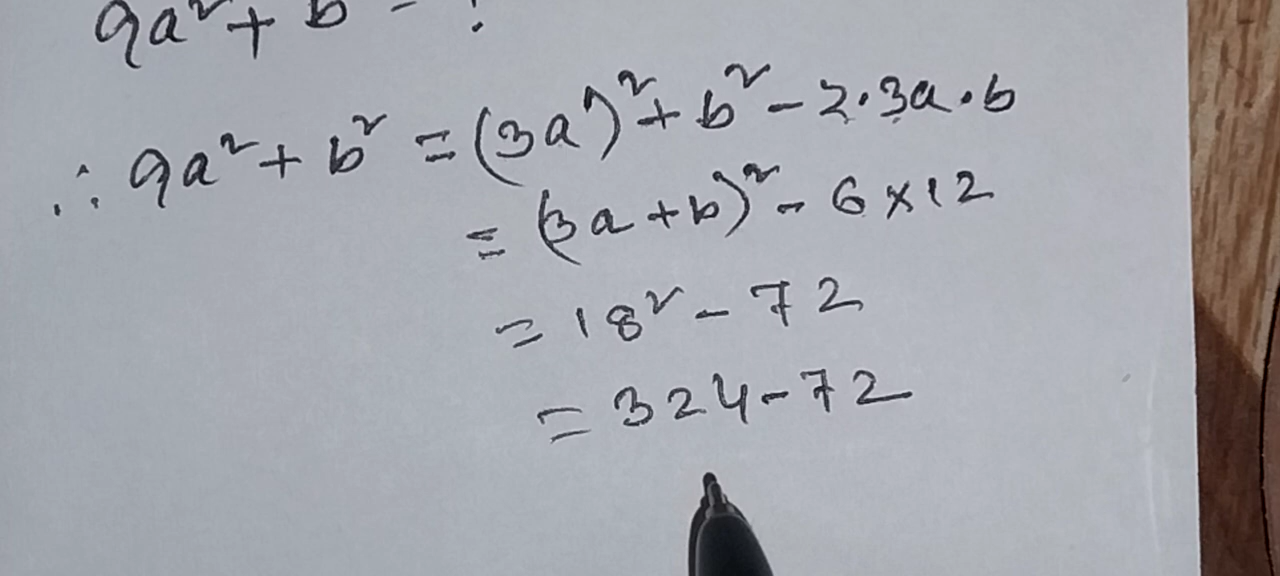 9a² + b² = ?
∴ 9a² + b² = (3a)² + b² - 2·3a·b
= (3a + b)² - 6 × 12
= 18² - 72
= 324 - 72